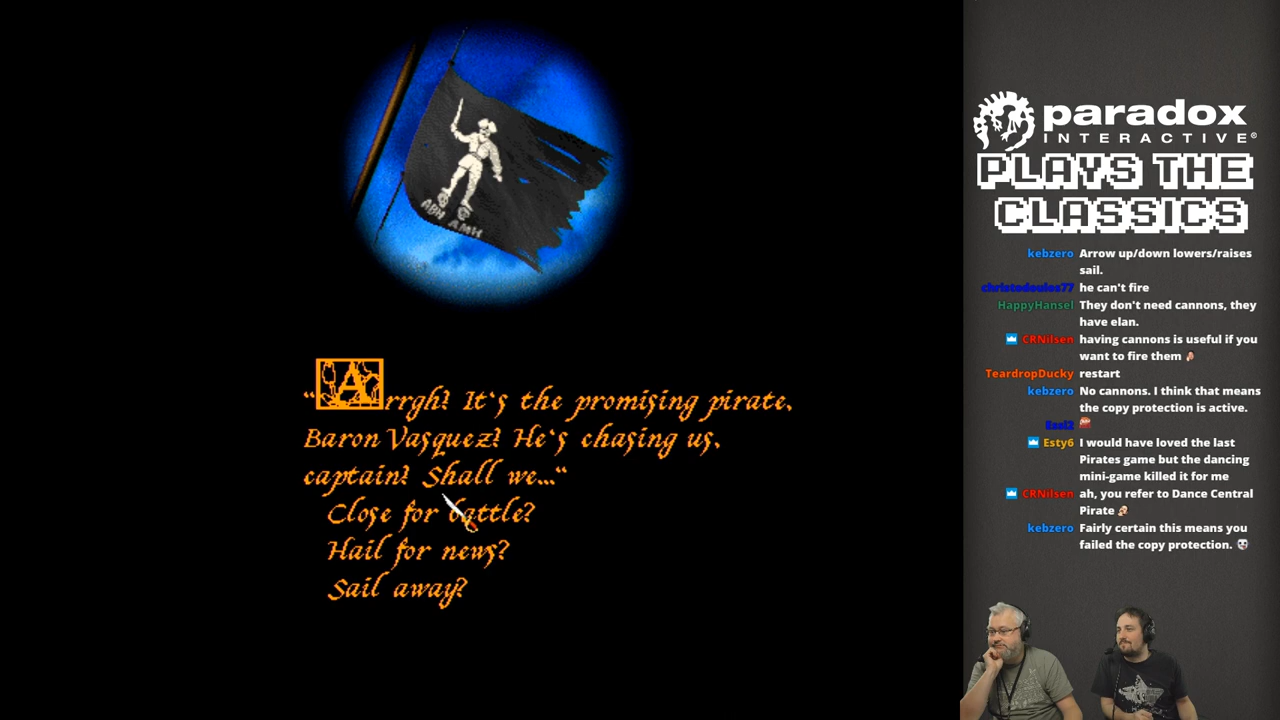 ABH AMH
"Arrrgh! It's the promising pirate,
Baron Vasquez! He's chasing us,
captain! Shall we..."
Close for battle?
Hail for news?
Sail away?
paradox
INTERACTIVE®
PLAYS THE
CLASSICS
kebzero Arrow up/down lowers/raises
sail.
christodoulos77 he can't fire
HappyHansel They don't need cannons, they
have elan.
CRNilsen having cannons is useful if you
want to fire them
TeardropDucky restart
kebzero No cannons. I think that means
the copy protection is active.
Essi2
Esty6 I would have loved the last
Pirates game but the dancing
mini-game killed it for me
CRNilsen ah, you refer to Dance Central
Pirate
kebzero Fairly certain this means you
failed the copy protection.